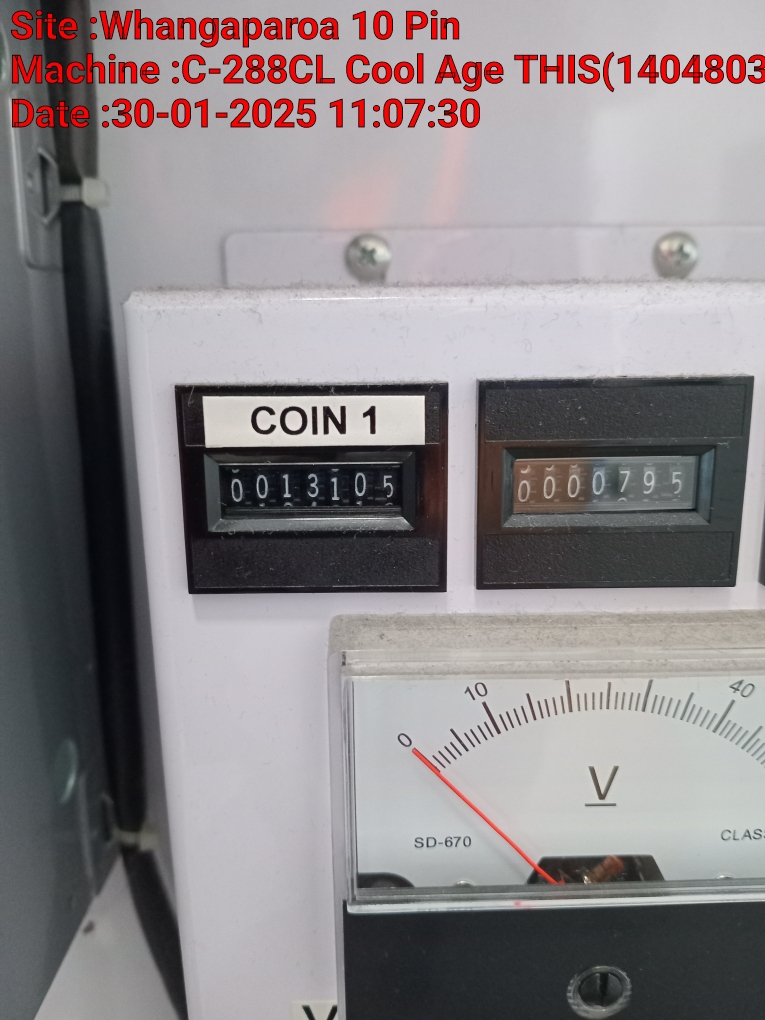 Site :Whangaparoa 10 Pin
Machine :C-288CL Cool Age THIS(1404803
Date :30-01-2025 11:07:30
COIN 1
0013105
0000795
0 10 40
V
SD-670